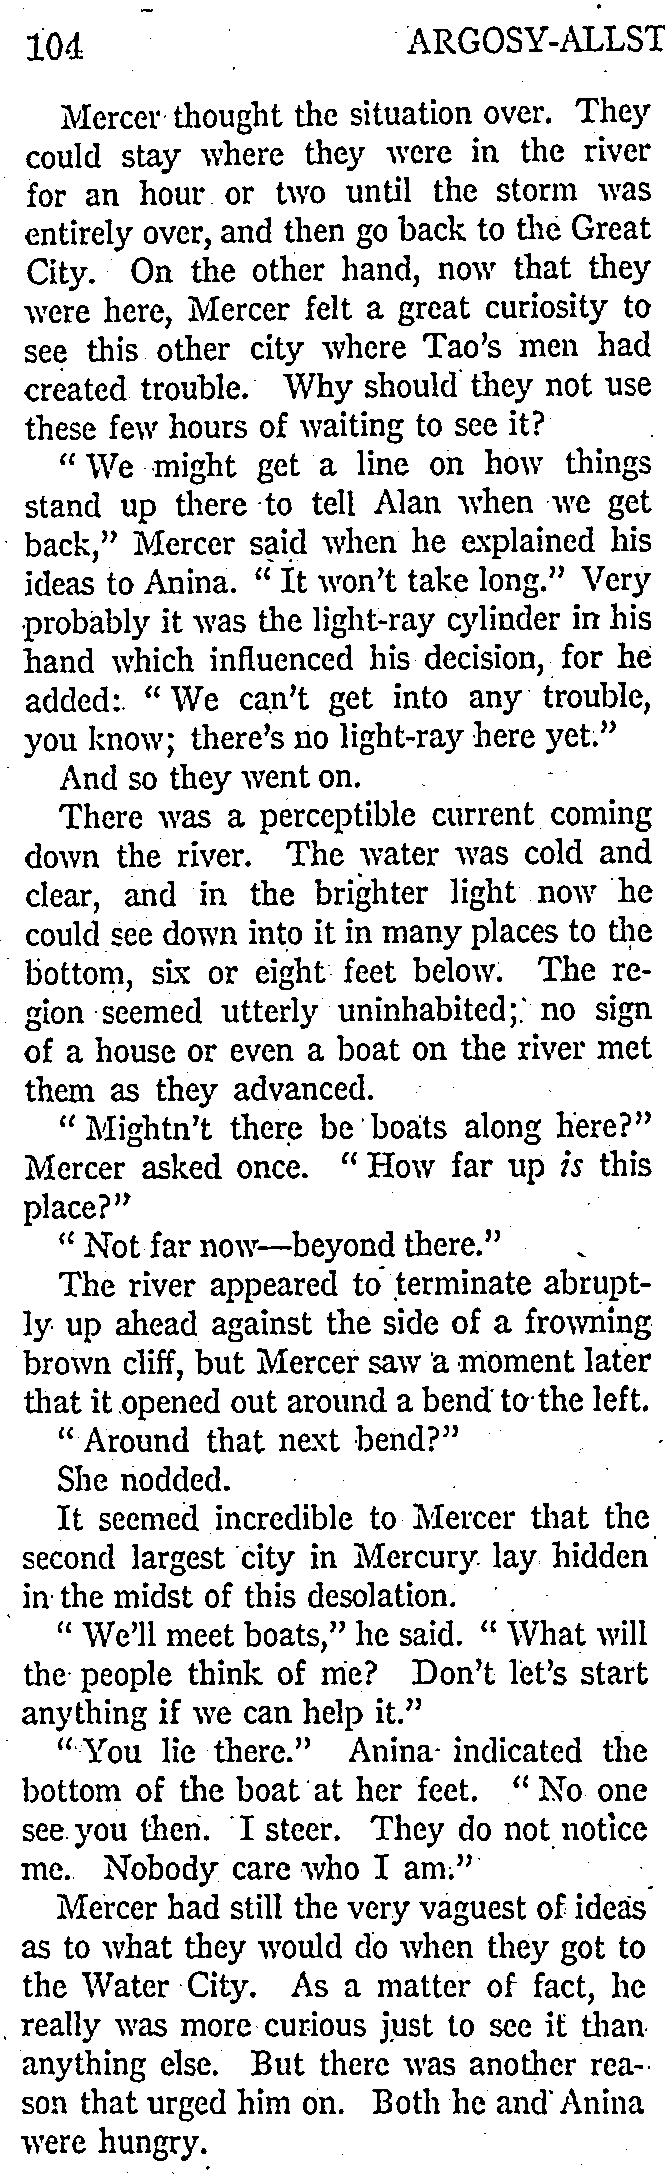 104 ARGOSY-ALLST
Mercer thought the situation over. They
could stay where they were in the river
for an hour or two until the storm was
entirely over, and then go back to the Great
City. On the other hand, now that they
were here, Mercer felt a great curiosity to
see this other city where Tao's men had
created trouble. Why should they not use
these few hours of waiting to see it?
“ We might get a line on how things
stand up there to tell Alan when we get
back,” Mercer said when he explained his
ideas to Anina. “ It won't take long.” Very
probably it was the light-ray cylinder in his
hand which influenced his decision, for he
added: “ We can't get into any trouble,
you know; there's no light-ray here yet.”
And so they went on.
There was a perceptible current coming
down the river. The water was cold and
clear, and in the brighter light now he
could see down into it in many places to the
bottom, six or eight feet below. The re-
gion seemed utterly uninhabited; no sign
of a house or even a boat on the river met
them as they advanced.
“ Mightn't there be boats along here?”
Mercer asked once. “ How far up is this
place?”
“ Not far now—beyond there.”
The river appeared to terminate abrupt-
ly up ahead against the side of a frowning
brown cliff, but Mercer saw a moment later
that it opened out around a bend to the left.
“ Around that next bend?”
She nodded.
It seemed incredible to Mercer that the
second largest city in Mercury lay hidden
in the midst of this desolation.
“ We'll meet boats,” he said. “ What will
the people think of me? Don't let's start
anything if we can help it.”
“ You lie there.” Anina indicated the
bottom of the boat at her feet. “ No one
see you then. I steer. They do not notice
me. Nobody care who I am.”
Mercer had still the very vaguest of ideas
as to what they would do when they got to
the Water City. As a matter of fact, he
really was more curious just to see it than
anything else. But there was another rea-
son that urged him on. Both he and Anina
were hungry.